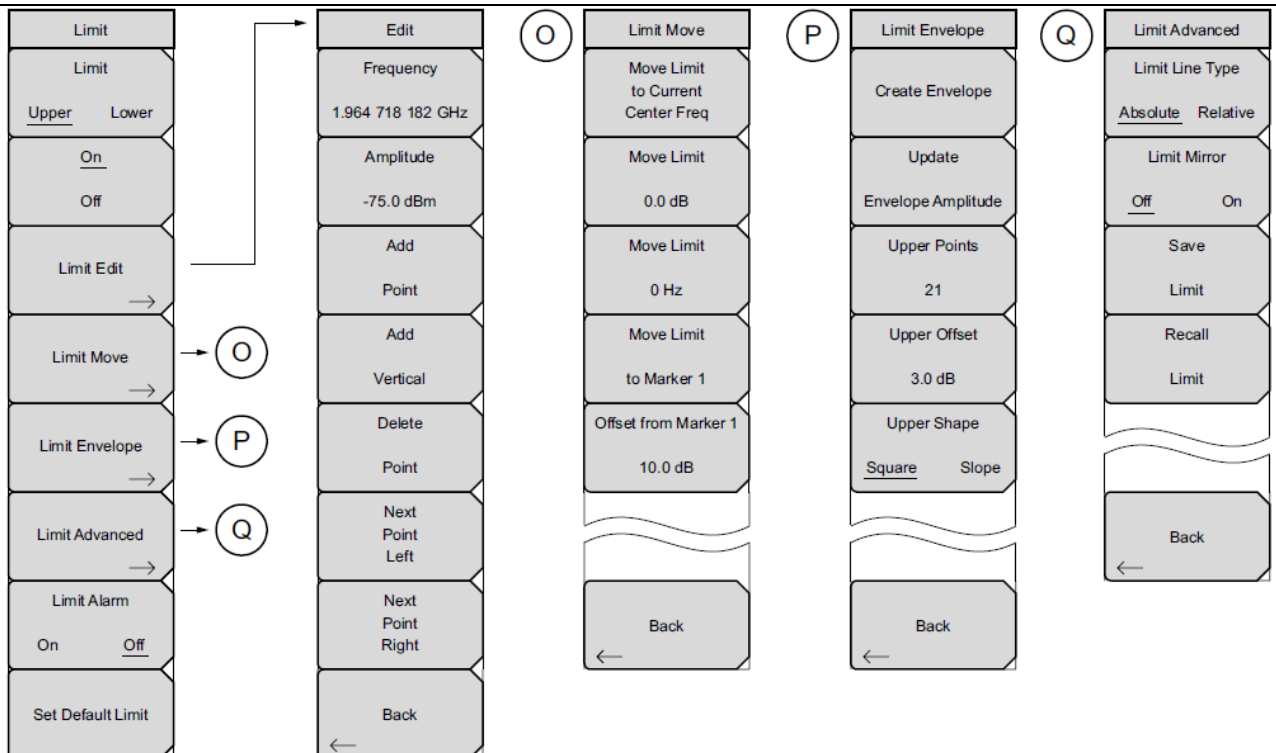 Limit
Limit
Upper Lower
On
Off
Limit Edit
→
Limit Move
→
Limit Envelope
→
Limit Advanced
→
Limit Alarm
On Off
Set Default Limit
O
P
Q
Edit
Frequency
1.964 718 182 GHz
Amplitude
-75.0 dBm
Add
Point
Add
Vertical
Delete
Point
Next
Point
Left
Next
Point
Right
Back
←
O
Limit Move
Move Limit
to Current
Center Freq
Move Limit
0.0 dB
Move Limit
0 Hz
Move Limit
to Marker 1
Offset from Marker 1
10.0 dB
Back
←
P
Limit Envelope
Create Envelope
Update
Envelope Amplitude
Upper Points
21
Upper Offset
3.0 dB
Upper Shape
Square Slope
Back
←
Q
Limit Advanced
Limit Line Type
Absolute Relative
Limit Mirror
Off On
Save
Limit
Recall
Limit
Back
←